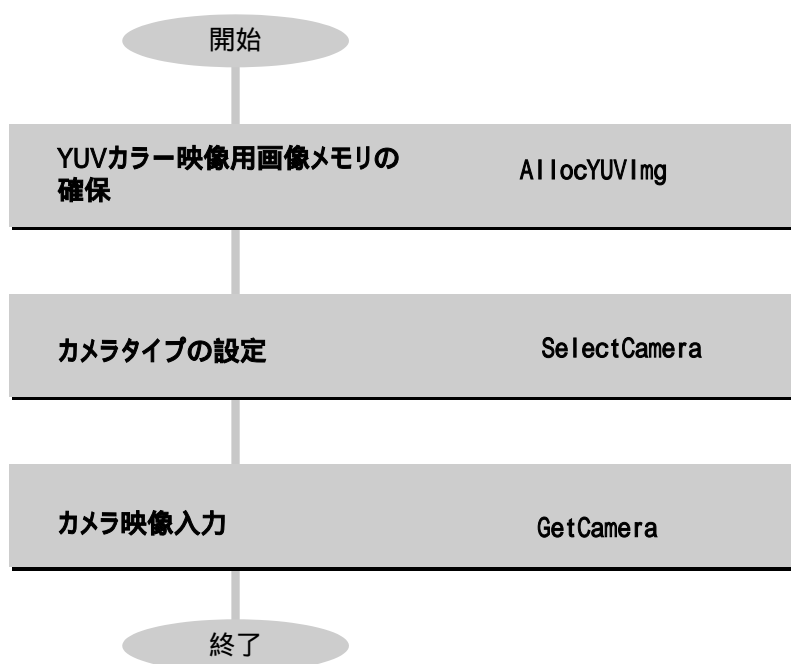 開始
YUVカラー映像用画像メモリの
確保
AllocYUVImg
カメラタイプの設定
SelectCamera
カメラ映像入力
GetCamera
終了